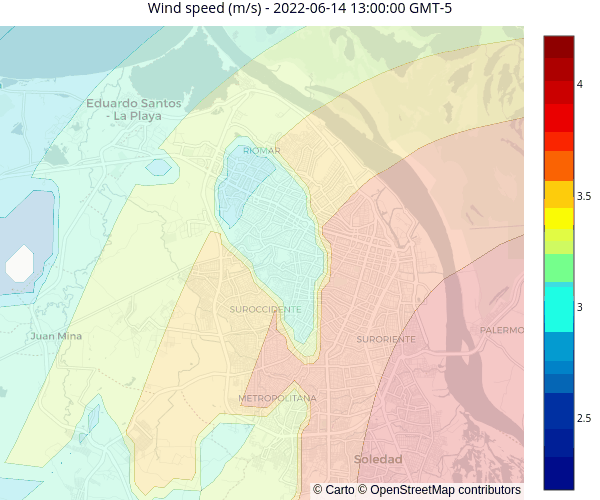 Wind speed (m/s) - 2022-06-14 13:00:00 GMT-5
Eduardo Santos
- La Playa
RIOMAR
SUROCCIDENTE
Juan Mina
SURORIENTE
PALERMO
METROPOLITANA
Soledad
© Carto © OpenStreetMap contributors
4
3.5
3
2.5